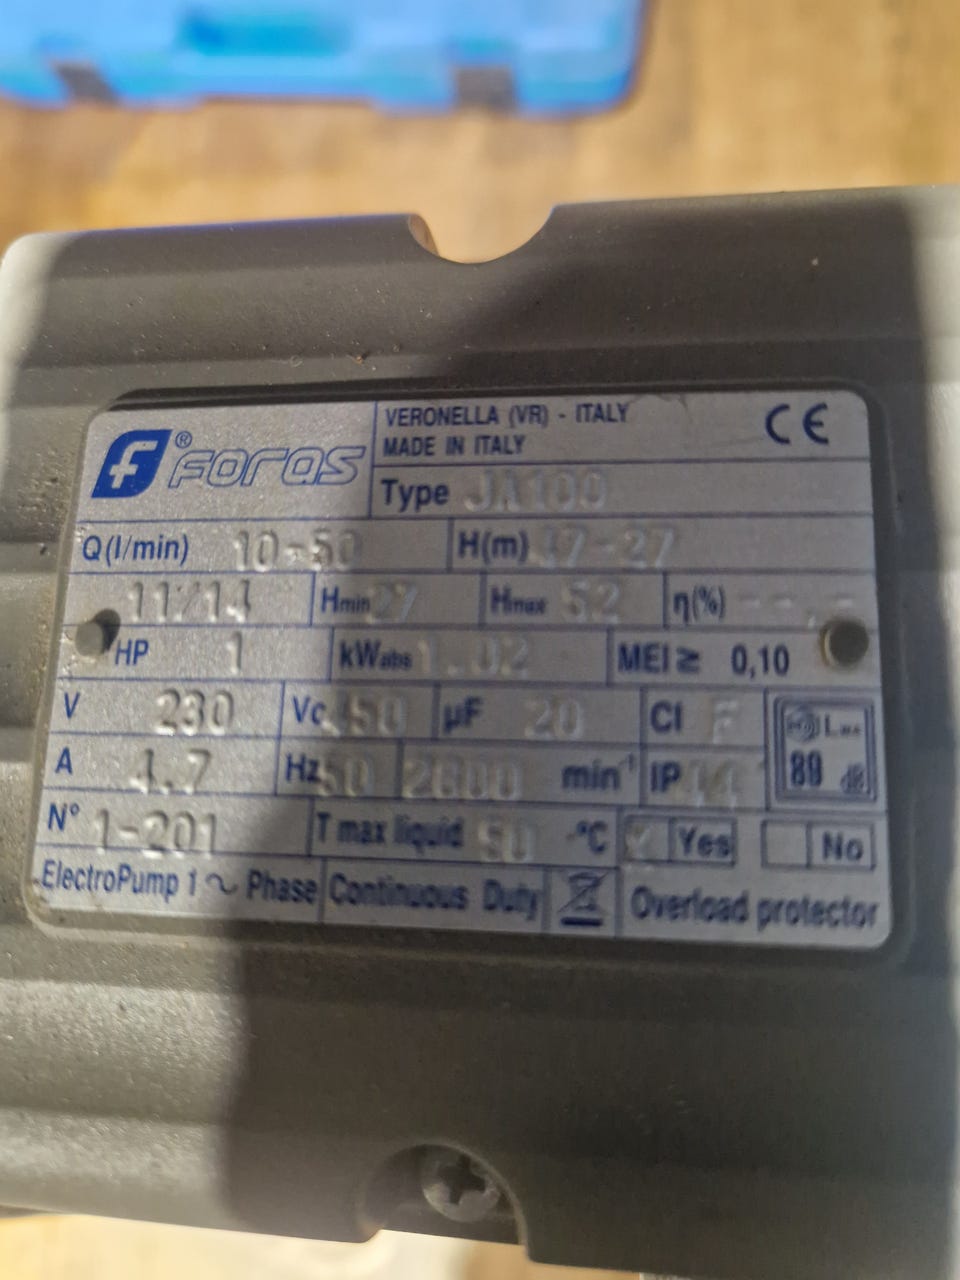 foras® VERONELLA (VR) - ITALY CE
MADE IN ITALY
Type JA100
Q(l/min) 10-50 H(m) 47-27
11/14 Hmin 27 Hmax 52 η(%) --.-
HP 1 kWabs 1.02 MEI≥ 0,10
V 230 Vc 450 µF 20 Cl F
A 4.7 Hz 50 2800 min-1 IP 44 89 dB
N° 1-201 T max liquid 50 °C X Yes No
ElectroPump 1~ Phase Continuous Duty Overload protector